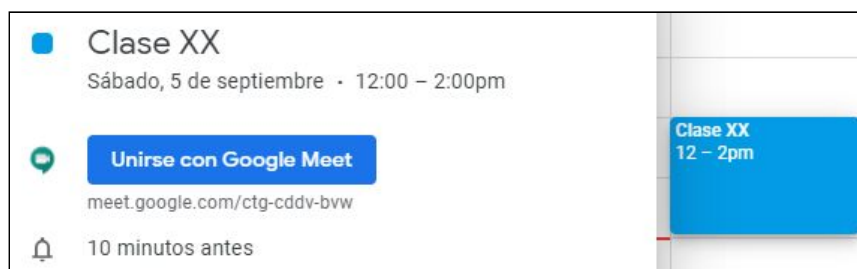 Clase XX
Sábado, 5 de septiembre · 12:00 – 2:00pm
Unirse con Google Meet
meet.google.com/ctg-cddv-bvw
10 minutos antes
Clase XX
12 – 2pm